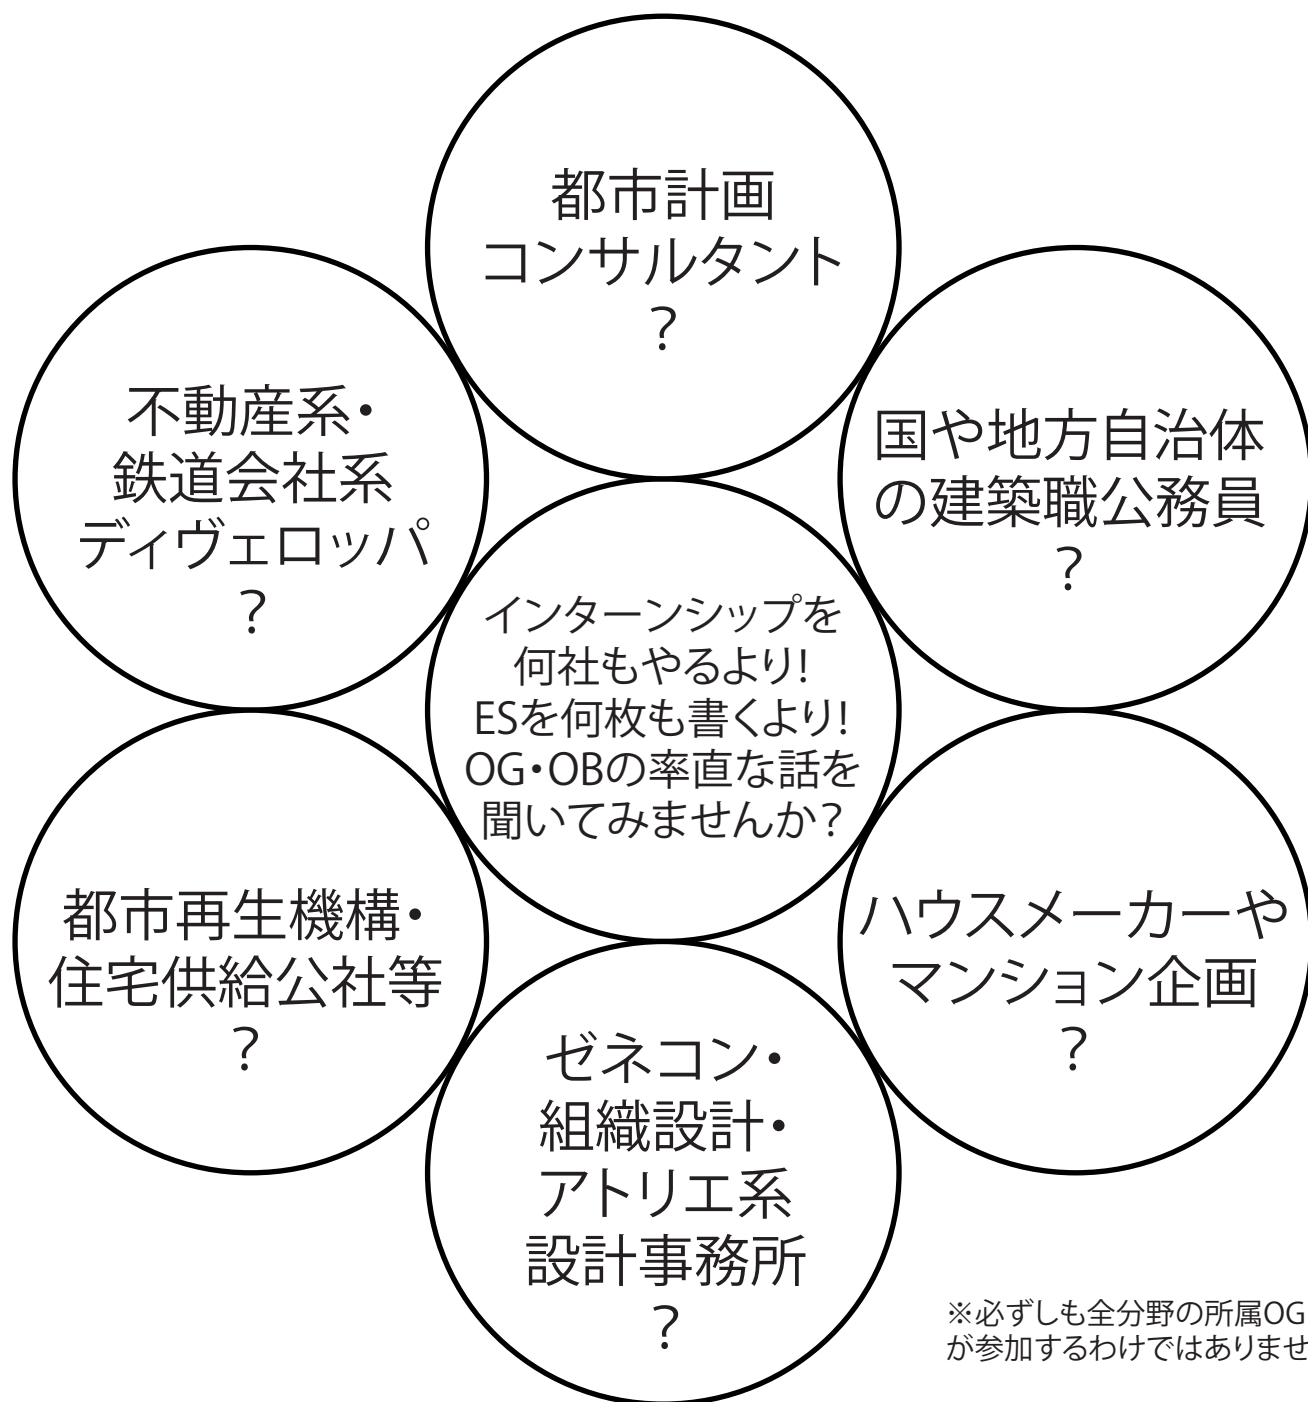 都市計画
コンサルタント
？
不動産系・
鉄道会社系
ディヴェロッパ
？
国や地方自治体
の建築職公務員
？
インターンシップを
何社もやるより！
ESを何枚も書くより！
OG・OBの率直な話を
聞いてみませんか？
都市再生機構・
住宅供給公社等
？
ハウスメーカーや
マンション企画
？
ゼネコン・
組織設計・
アトリエ系
設計事務所
？
※必ずしも全分野の所属OG
が参加するわけではありませ